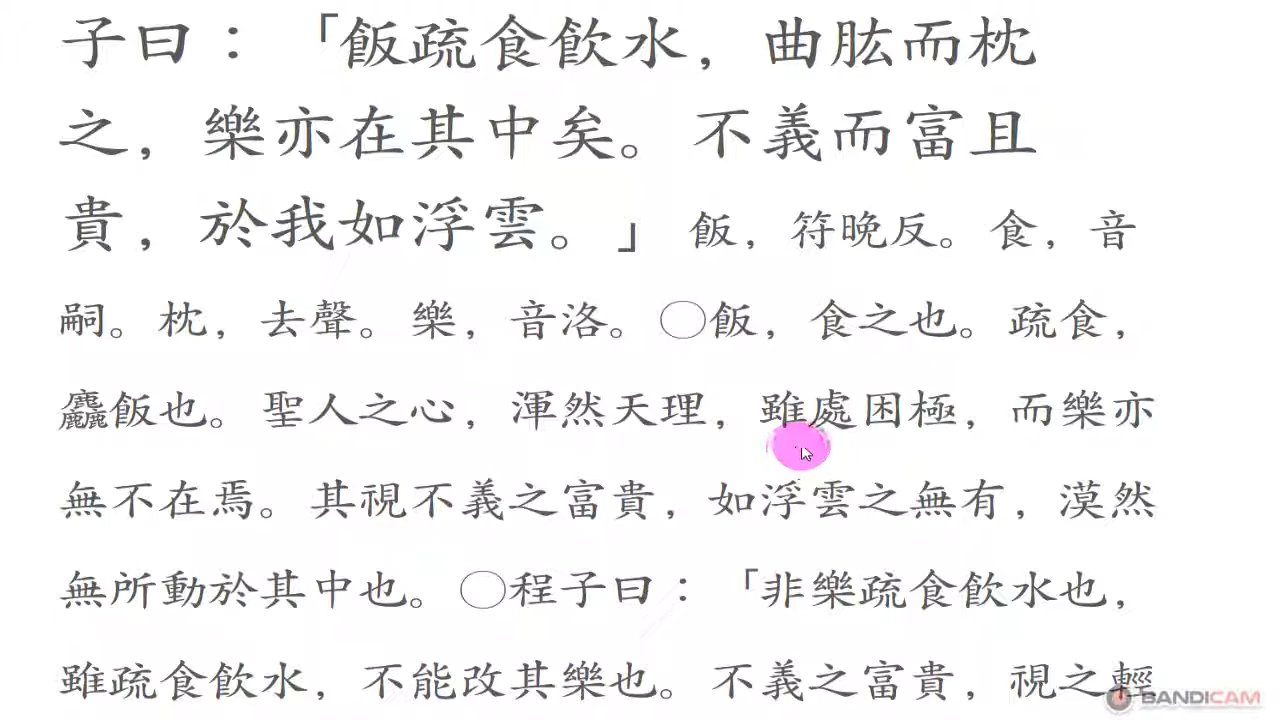 子曰：「飯疏食飲水，曲肱而枕
之，樂亦在其中矣。不義而富且
貴，於我如浮雲。」飯，符晚反。食，音
嗣。枕，去聲。樂，音洛。○飯，食之也。疏食，
麤飯也。聖人之心，渾然天理，雖處困極，而樂亦
無不在焉。其視不義之富貴，如浮雲之無有，漠然
無所動於其中也。○程子曰：「非樂疏食飲水也，
雖疏食飲水，不能改其樂也。不義之富貴，視之輕
BANDICAM